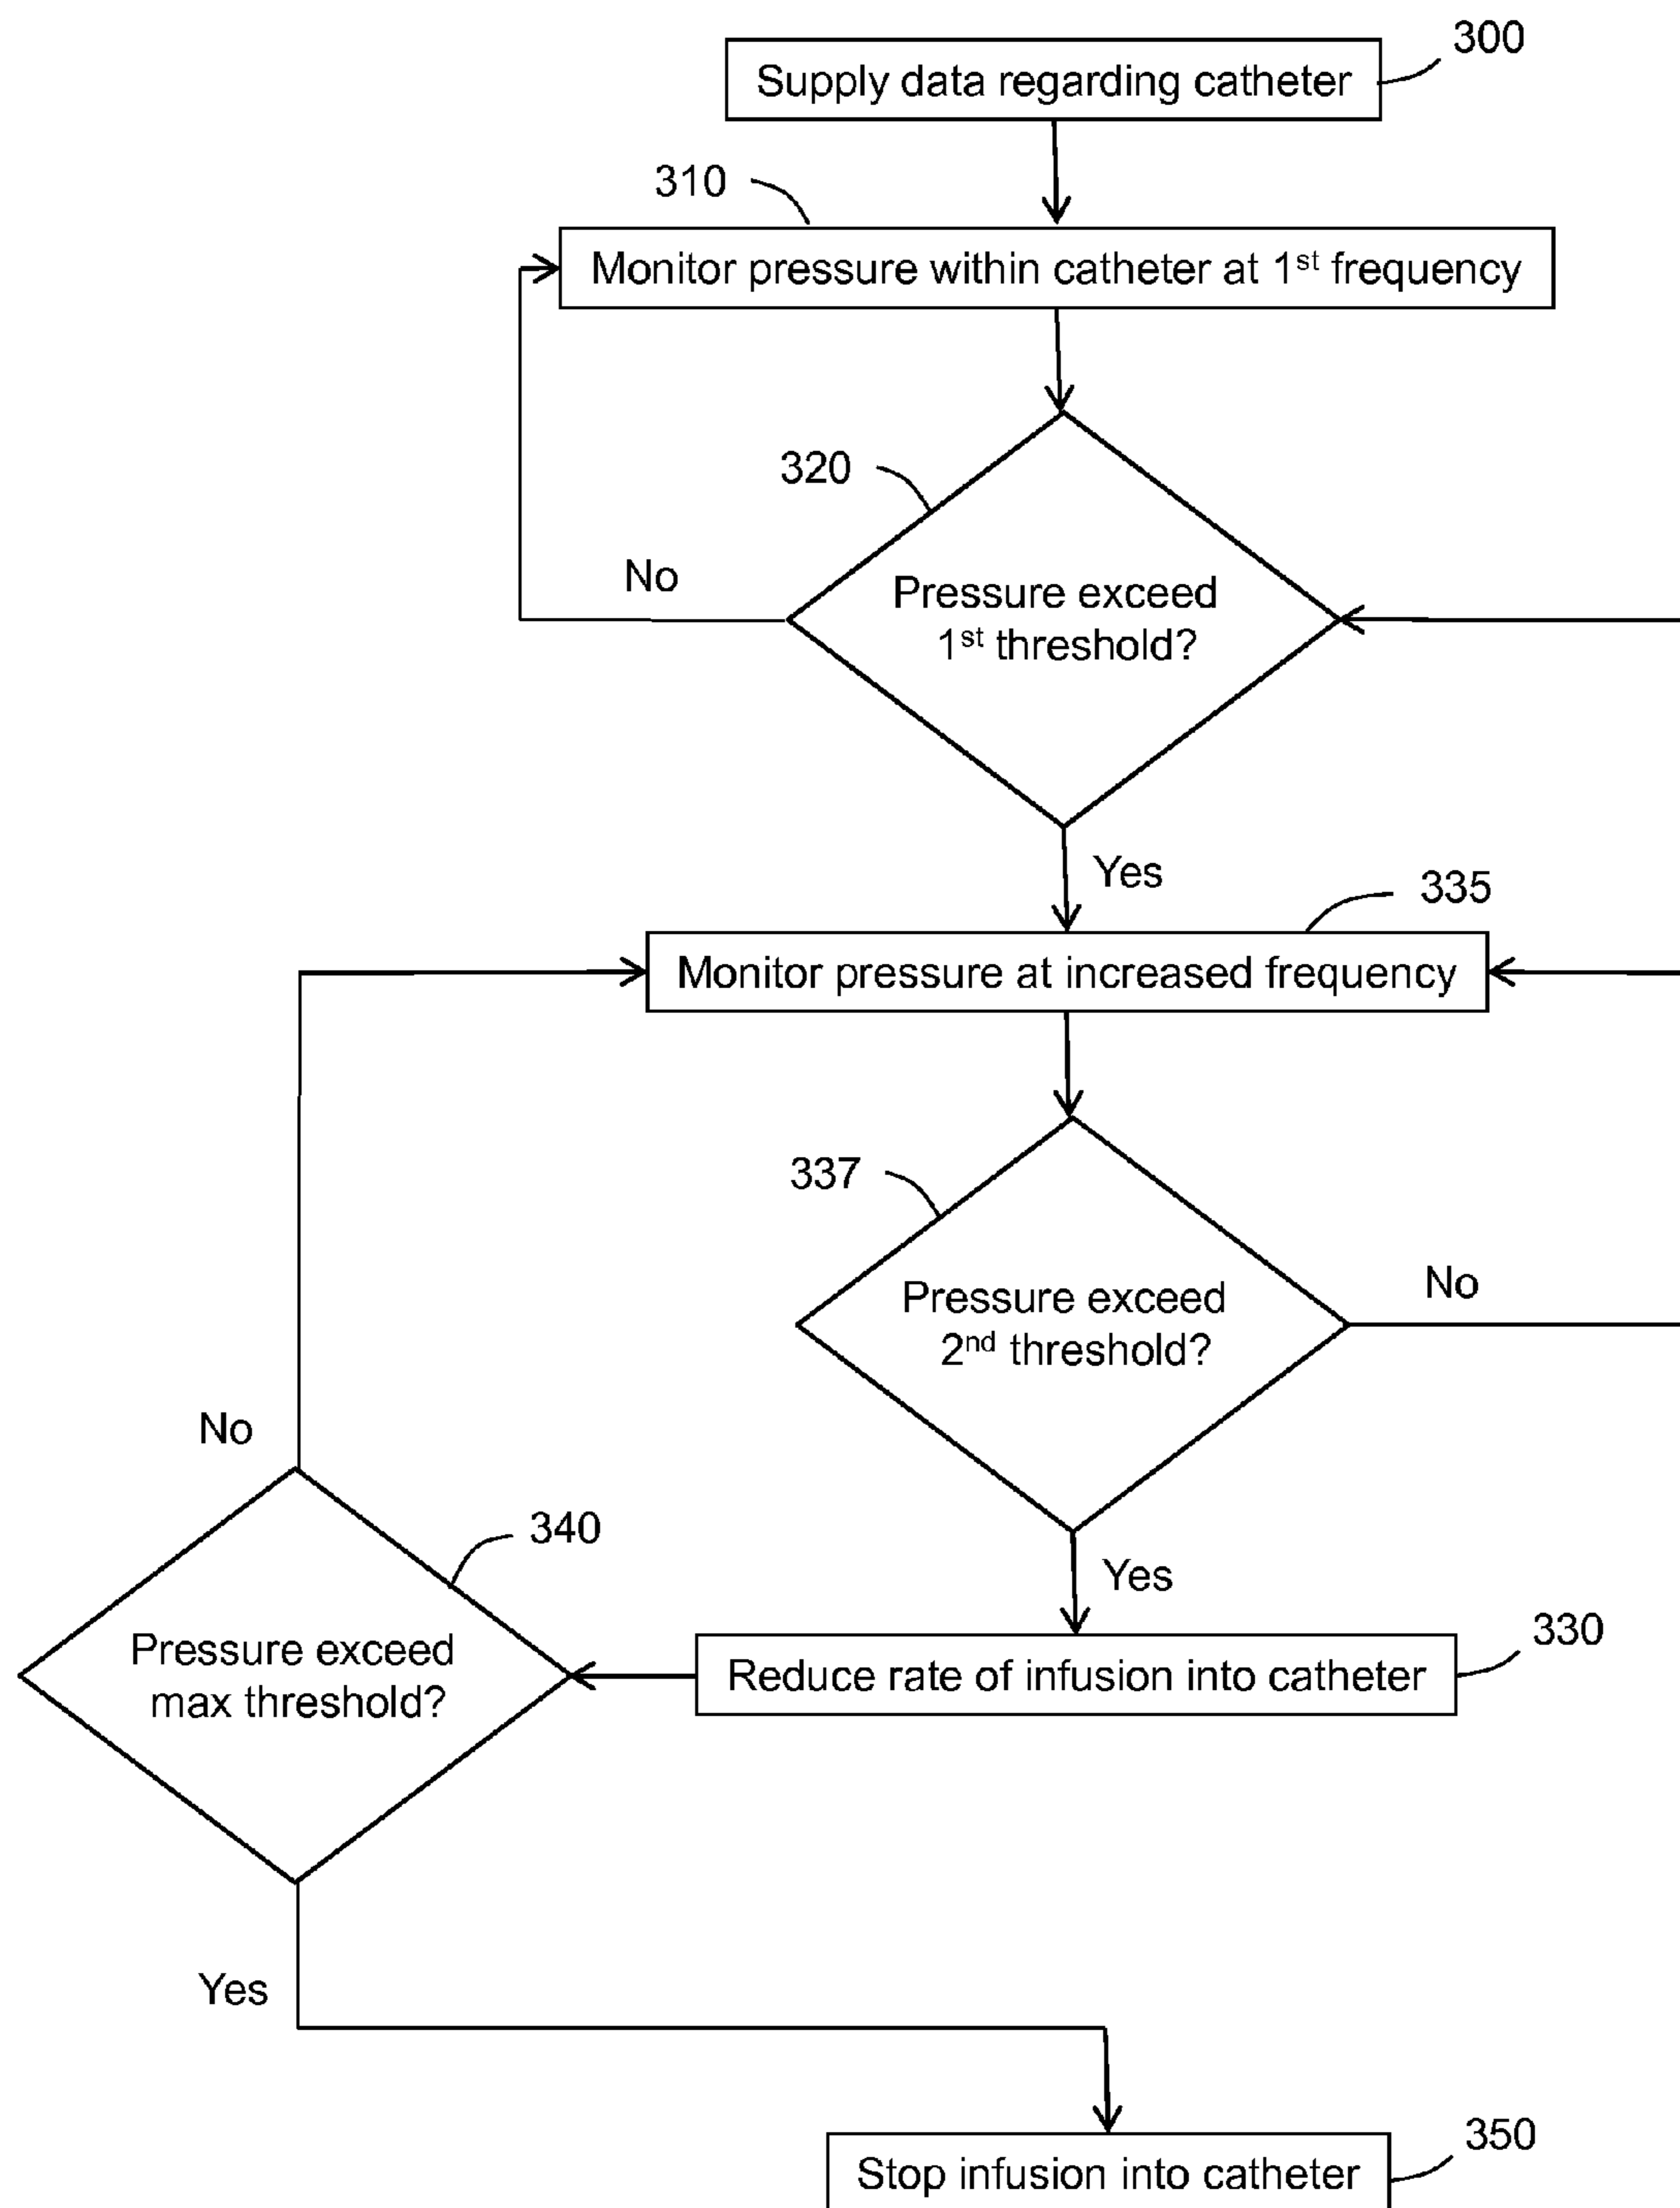 300
Supply data regarding catheter
310
Monitor pressure within catheter at 1st frequency
320
No
Pressure exceed
1st threshold?
Yes
335
Monitor pressure at increased frequency
337
Pressure exceed
2nd threshold?
No
No
340
Yes
330
Pressure exceed
max threshold?
Reduce rate of infusion into catheter
Yes
350
Stop infusion into catheter